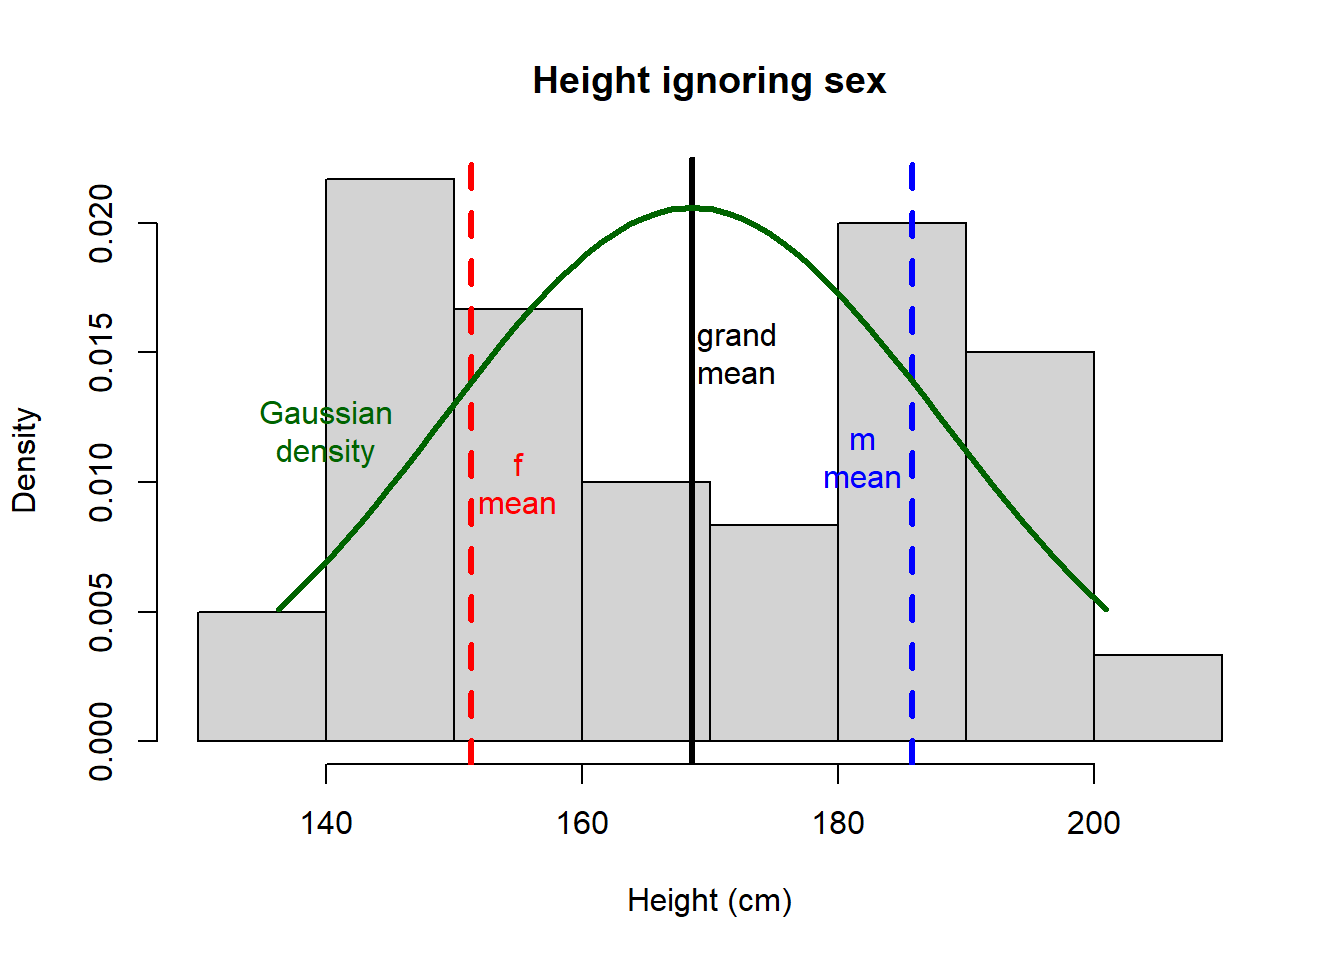 Height ignoring sex
Density
0.020
0.015
0.010
0.005
0.000
grand
mean
Gaussian
density
m
mean
f
mean
140
160
180
200
Height (cm)